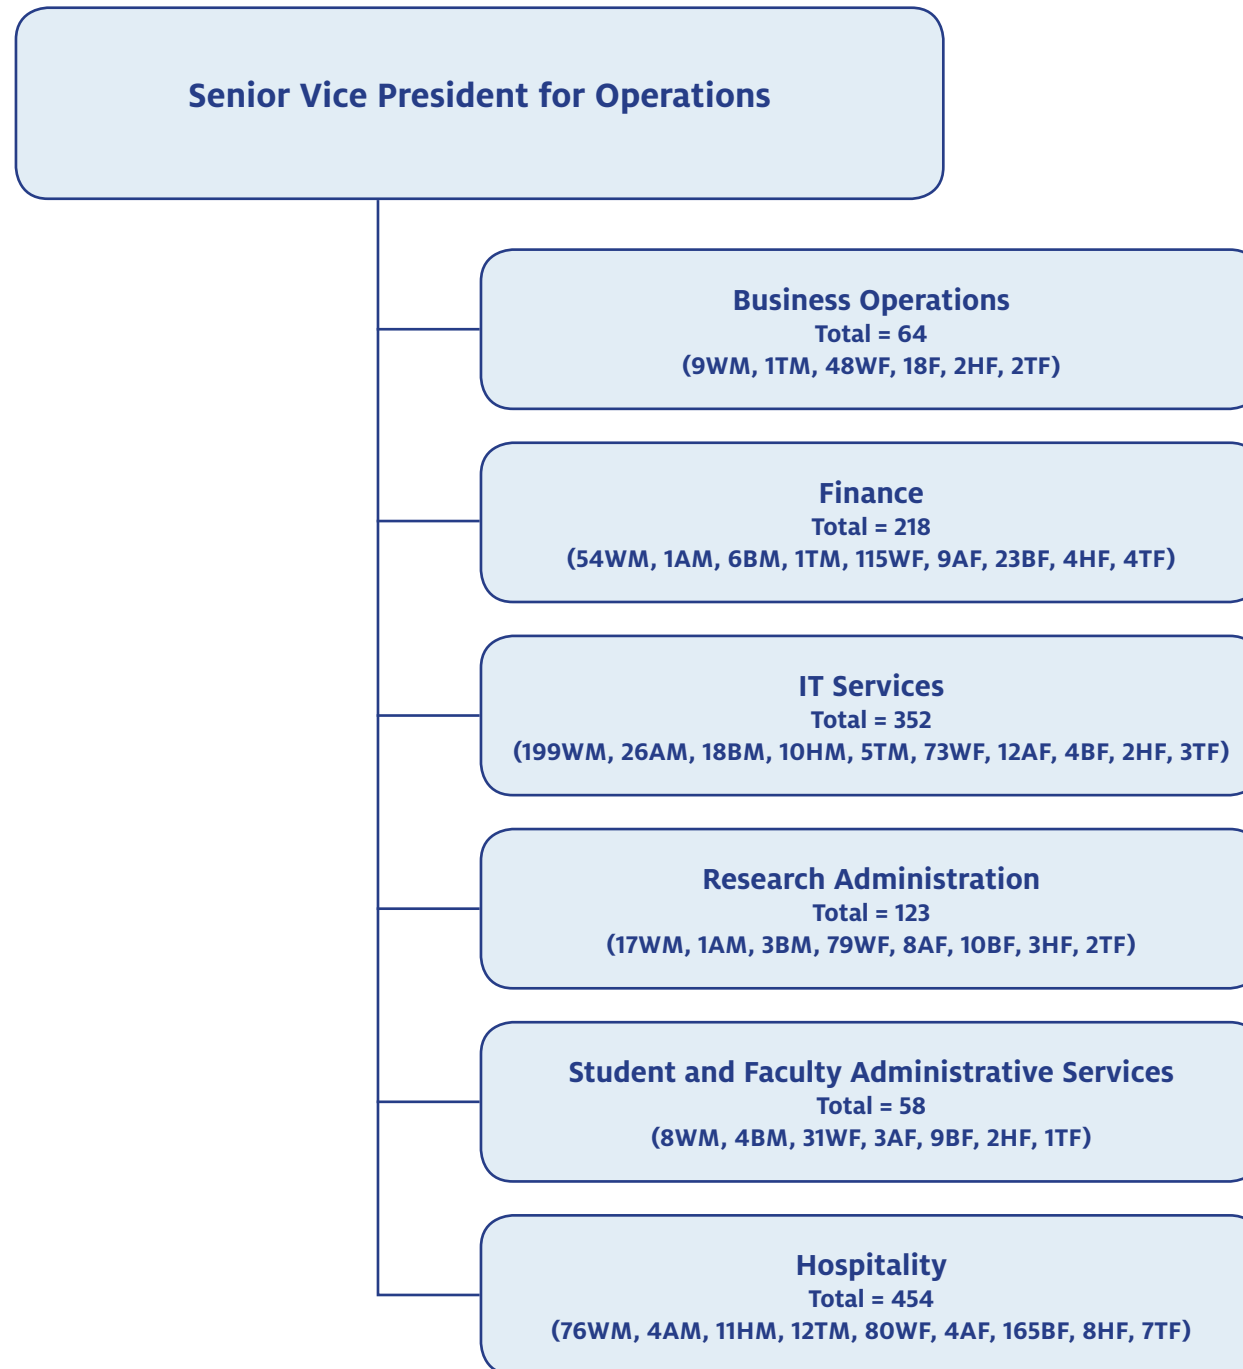 Senior Vice President for Operations
Business Operations
Total = 64
(9WM, 1TM, 48WF, 18F, 2HF, 2TF)
Finance
Total = 218
(54WM, 1AM, 6BM, 1TM, 115WF, 9AF, 23BF, 4HF, 4TF)
IT Services
Total = 352
(199WM, 26AM, 18BM, 10HM, 5TM, 73WF, 12AF, 4BF, 2HF, 3TF)
Research Administration
Total = 123
(17WM, 1AM, 3BM, 79WF, 8AF, 10BF, 3HF, 2TF)
Student and Faculty Administrative Services
Total = 58
(8WM, 4BM, 31WF, 3AF, 9BF, 2HF, 1TF)
Hospitality
Total = 454
(76WM, 4AM, 11HM, 12TM, 80WF, 4AF, 165BF, 8HF, 7TF)